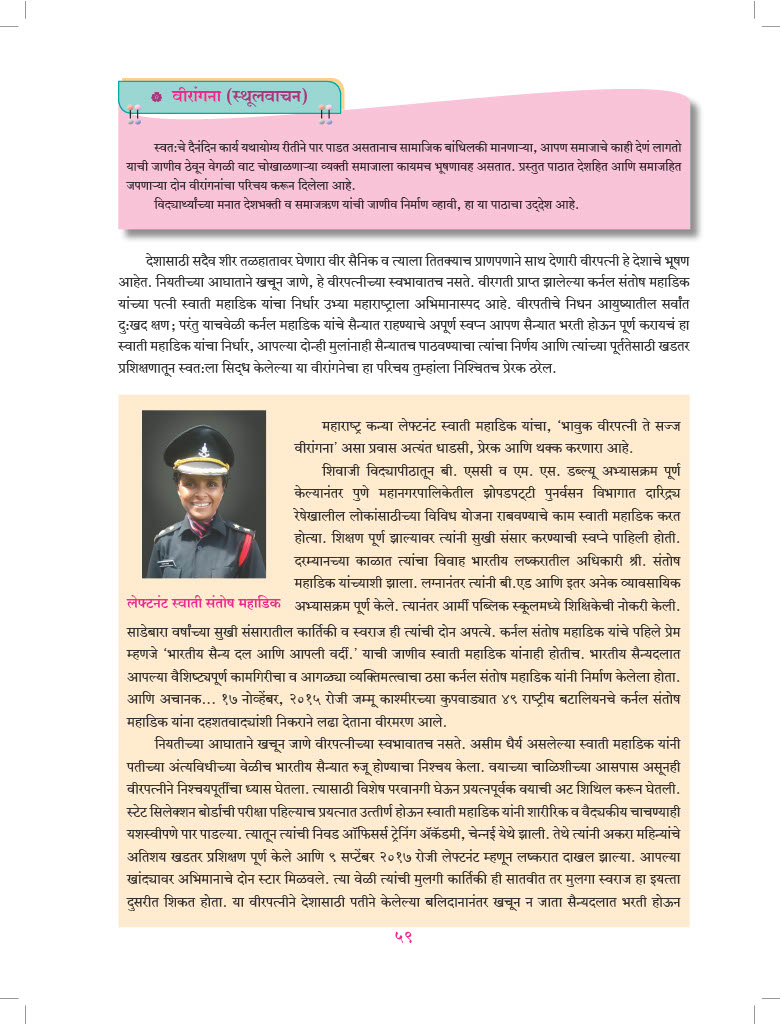 वीरांगना (स्थूलवाचन)
स्वतःचे दैनंदिन कार्य यथायोग्य रीतीने पार पाडत असतानाच सामाजिक बांधिलकी मानणाऱ्या, आपण समाजाचे काही देणं लागतो
याची जाणीव ठेवून वेगळी वाट चोखाळणाऱ्या व्यक्ती समाजाला कायमच भूषणावह असतात. प्रस्तुत पाठात देशहित आणि समाजहित
जपणाऱ्या दोन वीरांगनांचा परिचय करून दिलेला आहे.
विद्यार्थ्यांच्या मनात देशभक्ती व समाजऋण यांची जाणीव निर्माण व्हावी, हा या पाठाचा उद्‌देश आहे.
देशासाठी सदैव शीर तळहातावर घेणारा वीर सैनिक व त्याला तितक्याच प्राणपणाने साथ देणारी वीरपत्नी हे देशाचे भूषण
आहेत. नियतीच्या आघाताने खचून जाणे, हे वीरपत्नीच्या स्वभावातच नसते. वीरगती प्राप्त झालेल्या कर्नल संतोष महाडिक
यांच्या पत्नी स्वाती महाडिक यांचा निर्धार उभ्या महाराष्ट्राला अभिमानास्पद आहे. वीरपतीचे निधन आयुष्यातील सर्वांत
दुःखद क्षण; परंतु याचवेळी कर्नल महाडिक यांचे सैन्यात राहण्याचे अपूर्ण स्वप्न आपण सैन्यात भरती होऊन पूर्ण करायचं हा
स्वाती महाडिक यांचा निर्धार, आपल्या दोन्ही मुलांनाही सैन्यातच पाठवण्याचा त्यांचा निर्णय आणि त्यांच्या पूर्ततेसाठी खडतर
प्रशिक्षणातून स्वतःला सिद्ध केलेल्या या वीरांगनेचा हा परिचय तुम्हांला निश्चितच प्रेरक ठरेल.
महाराष्ट्र कन्या लेफ्टनंट स्वाती महाडिक यांचा, ‘भावुक वीरपत्नी ते सज्ज
वीरांगना’ असा प्रवास अत्यंत धाडसी, प्रेरक आणि थक्क करणारा आहे.
शिवाजी विद्यापीठातून बी. एससी व एम. एस. डब्ल्यू अभ्यासक्रम पूर्ण
केल्यानंतर पुणे महानगरपालिकेतील झोपडपट्‌टी पुनर्वसन विभागात दारिद्र्य
रेषेखालील लोकांसाठीच्या विविध योजना राबवण्याचे काम स्वाती महाडिक करत
होत्या. शिक्षण पूर्ण झाल्यावर त्यांनी सुखी संसार करण्याची स्वप्ने पाहिली होती.
दरम्यानच्या काळात त्यांचा विवाह भारतीय लष्करातील अधिकारी श्री. संतोष
महाडिक यांच्याशी झाला. लग्नानंतर त्यांनी बी.एड आणि इतर अनेक व्यावसायिक
लेफ्टनंट स्वाती संतोष महाडिक
अभ्यासक्रम पूर्ण केले. त्यानंतर आर्मी पब्लिक स्कूलमध्ये शिक्षिकेची नोकरी केली.
साडेबारा वर्षांच्या सुखी संसारातील कार्तिकी व स्वराज ही त्यांची दोन अपत्ये. कर्नल संतोष महाडिक यांचे पहिले प्रेम
म्हणजे ‘भारतीय सैन्य दल आणि आपली वर्दी.’ याची जाणीव स्वाती महाडिक यांनाही होतीच. भारतीय सैन्यदलात
आपल्या वैशिष्ट्यपूर्ण कामगिरीचा व आगळ्या व्यक्तिमत्त्वाचा ठसा कर्नल संतोष महाडिक यांनी निर्माण केलेला होता.
आणि अचानक... १७ नोव्हेंबर, २०१५ रोजी जम्मू काश्मीरच्या कुपवाड्यात ४१ राष्ट्रीय बटालियनचे कर्नल संतोष
महाडिक यांना दहशतवाद्यांशी निकराने लढा देताना वीरमरण आले.
नियतीच्या आघाताने खचून जाणे वीरपत्नीच्या स्वभावातच नसते. असीम धैर्य असलेल्या स्वाती महाडिक यांनी
पतीच्या अंत्यविधीच्या वेळीच भारतीय सैन्यात रुजू होण्याचा निश्चय केला. वयाच्या चाळिशीच्या आसपास असूनही
वीरपत्नीने निश्चयपूर्तीचा ध्यास घेतला. त्यासाठी विशेष परवानगी घेऊन प्रयत्नपूर्वक वयाची अट शिथिल करून घेतली.
स्टेट सिलेक्शन बोर्डाची परीक्षा पहिल्याच प्रयत्नात उत्तीर्ण होऊन स्वाती महाडिक यांनी शारीरिक व वैद्यकीय चाचण्याही
यशस्वीपणे पार पाडल्या. त्यातून त्यांची निवड ऑफिसर्स ट्रेनिंग ॲकॅडमी, चेन्नई येथे झाली. तेथे त्यांनी अकरा महिन्यांचे
अतिशय खडतर प्रशिक्षण पूर्ण केले आणि ९ सप्टेंबर २०१७ रोजी लेफ्टनंट म्हणून लष्करात दाखल झाल्या. आपल्या
खांद्यावर अभिमानाचे दोन स्टार मिळवले. त्या वेळी त्यांची मुलगी कार्तिकी ही सातवीत तर मुलगा स्वराज हा इयत्ता
दुसरीत शिकत होता. या वीरपत्नीने देशासाठी पतीने केलेल्या बलिदानानंतर खचून न जाता सैन्यदलात भरती होऊन
५९